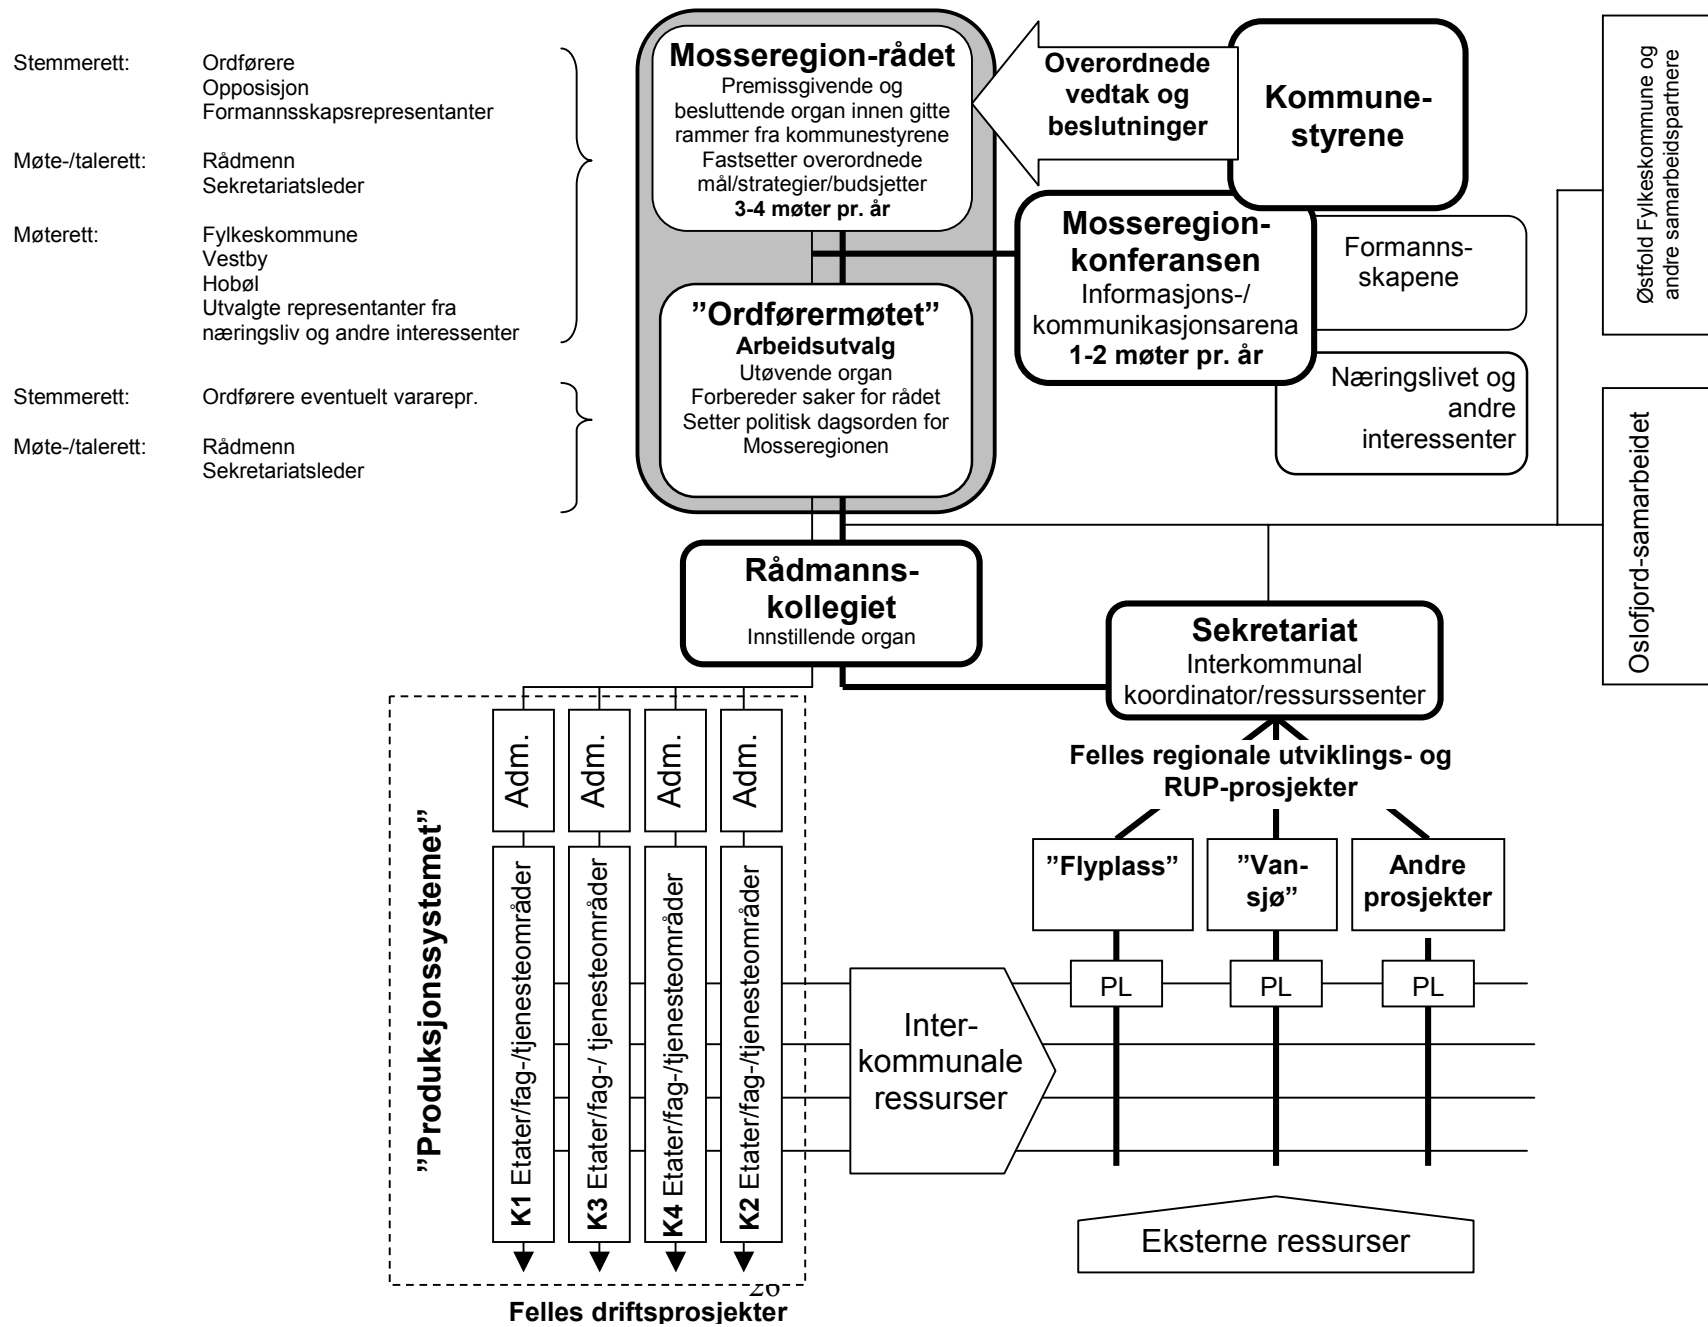 Stemmerett: Ordførere
Opposisjon
Formannsskapsrepresentanter
Møte-/talerett: Rådmenn
Sekretariatsleder
Møterett: Fylkeskommune
Vestby
Hobøl
Utvalgte representanter fra
næringsliv og andre interessenter
Stemmerett: Ordførere eventuelt vararepr.
Møte-/talerett: Rådmenn
Sekretariatsleder
Mosseregion-rådet
Premissgivende og
besluttende organ innen gitte
rammer fra kommunestyrene
Fastsetter overordnede
mål/strategier/budsjetter
3-4 møter pr. år
Overordnede
vedtak og
beslutninger
Kommune-
styrene
Mosseregion-
konferansen
Informasjons-/
kommunikasjonsarena
1-2 møter pr. år
Formanns-
skapene
Næringslivet og
andre
interessenter
Østfold Fylkeskommune og
andre samarbeidspartnere
Oslofjord-samarbeidet
”Ordførermøtet”
Arbeidsutvalg
Utøvende organ
Forbereder saker for rådet
Setter politisk dagsorden for
Mosseregionen
Rådmanns-
kollegiet
Innstillende organ
Sekretariat
Interkommunal
koordinator/ressurssenter
Felles regionale utviklings- og
RUP-prosjekter
”Flyplass”
”Van-
sjø”
Andre
prosjekter
PL
PL
PL
”Produksjonssystemet”
Adm.
Adm.
Adm.
Adm.
K1 Etater/fag-/tjenesteområder
K3 Etater/fag-/ tjenesteområder
K4 Etater/fag-/tjenesteområder
K2 Etater/fag-/tjenesteområder
Inter-
kommunale
ressurser
Eksterne ressurser
26
Felles driftsprosjekter